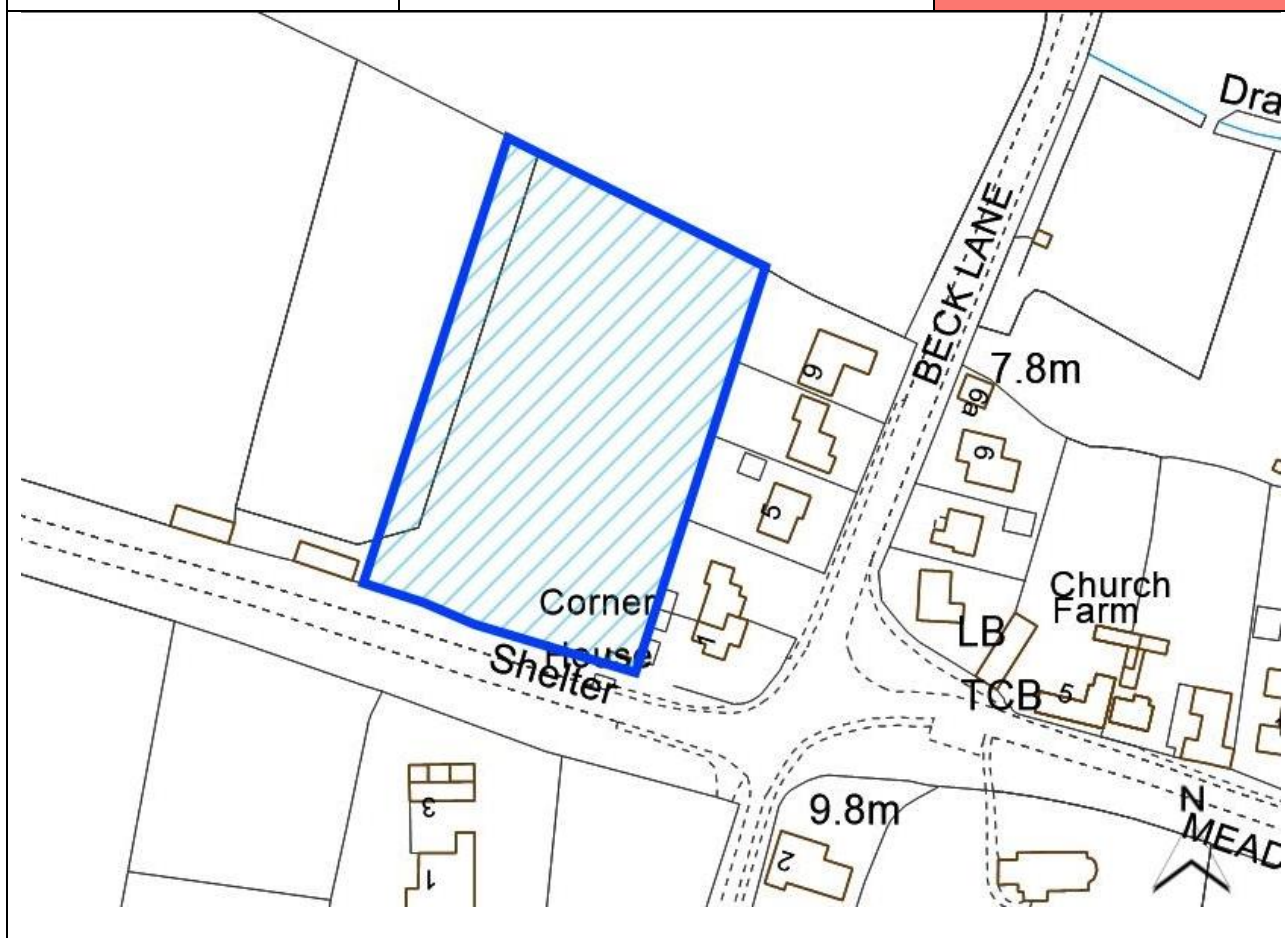 Dra
BECK LANE
7.8m
9
9a
9
5
Corner
House
Shelter
1
Church
Farm
LB
TCB
5
3
1
9.8m
2
N
MEAD